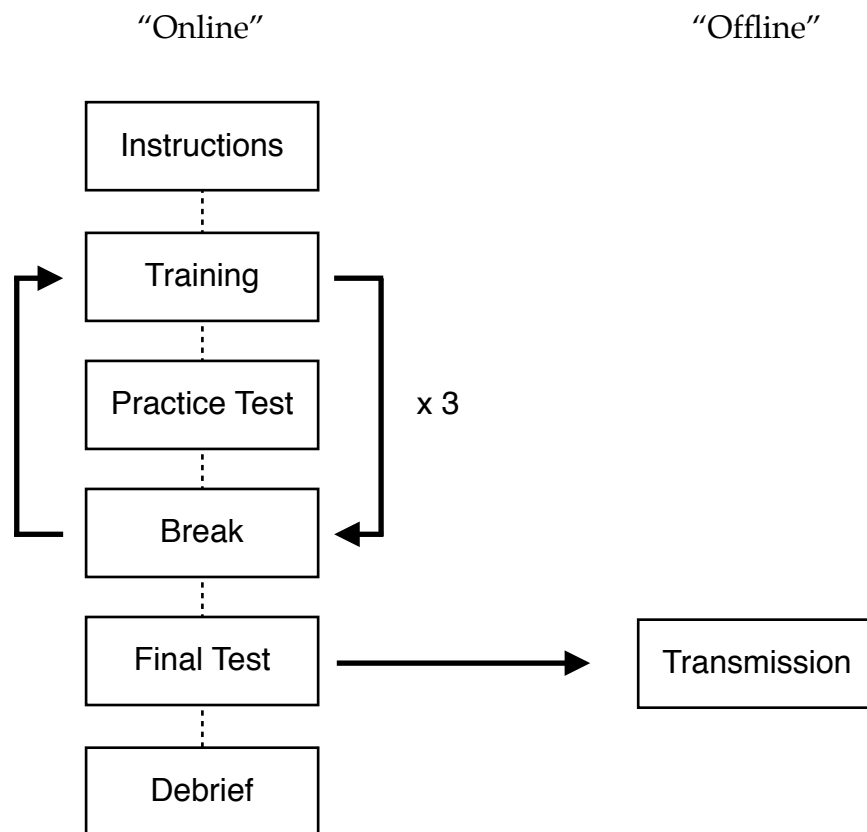 “Online”
“Offline”
Instructions
Training
Practice Test
x 3
Break
Final Test
Transmission
Debrief